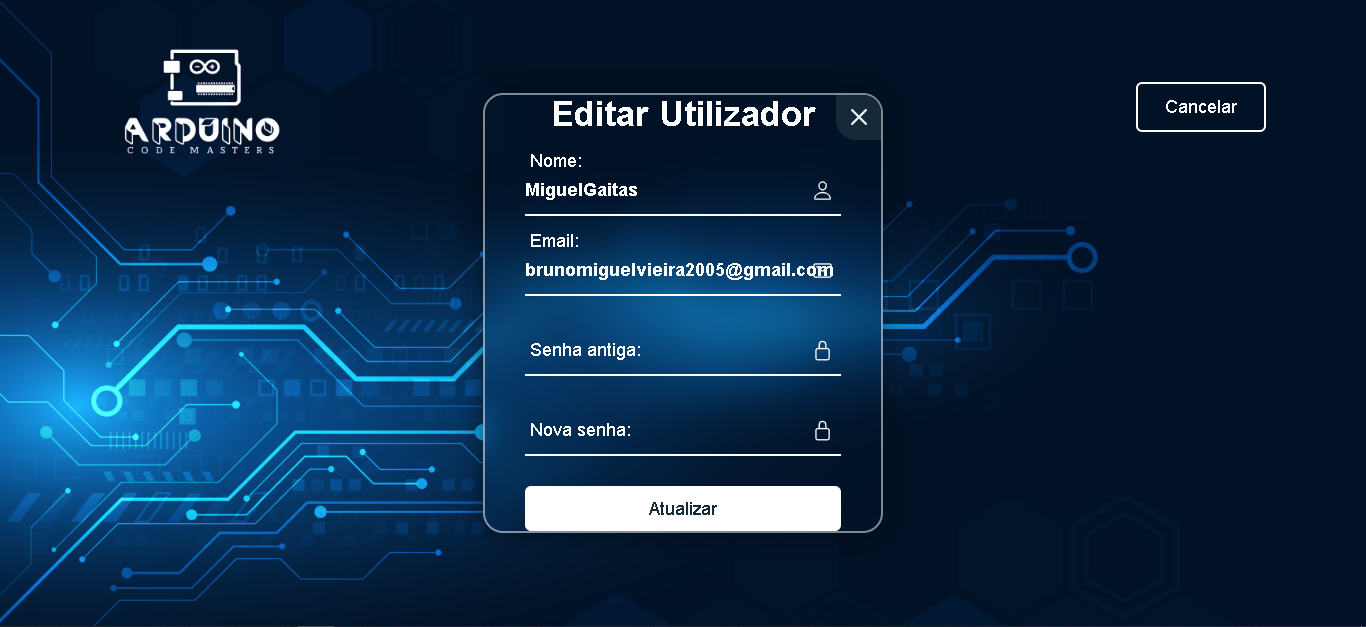 ARDUINO
CODE MASTERS
Cancelar
Editar Utilizador
Nome:
MiguelGaitas
Email:
brunomiguelvieira2005@gmail.com
Senha antiga:
Nova senha:
Atualizar